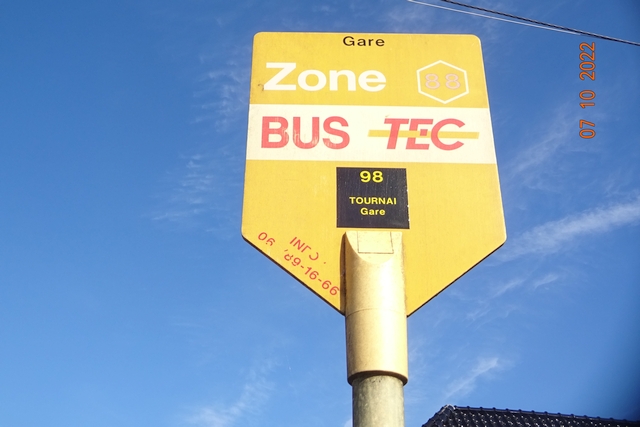 Gare
Zone 88
BUS TEC
98
TOURNAI
Gare
07 10 2022